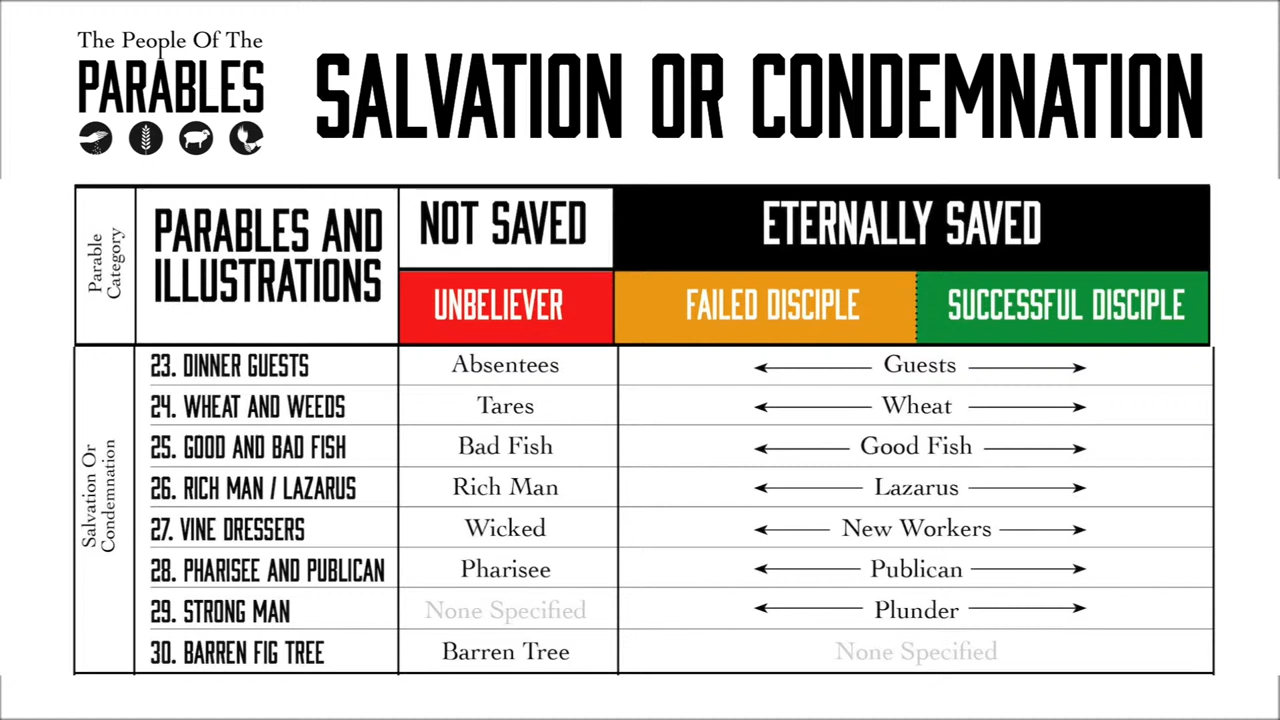 The People Of The
PARABLES
SALVATION OR CONDEMNATION
Parable
Category
PARABLES AND
ILLUSTRATIONS
NOT SAVED
ETERNALLY SAVED
UNBELIEVER
FAILED DISCIPLE
SUCCESSFUL DISCIPLE
Salvation Or
Condemnation
23. DINNER GUESTS Absentees Guests
24. WHEAT AND WEEDS Tares Wheat
25. GOOD AND BAD FISH Bad Fish Good Fish
26. RICH MAN / LAZARUS Rich Man Lazarus
27. VINE DRESSERS Wicked New Workers
28. PHARISEE AND PUBLICAN Pharisee Publican
29. STRONG MAN None Specified Plunder
30. BARREN FIG TREE Barren Tree None Specified